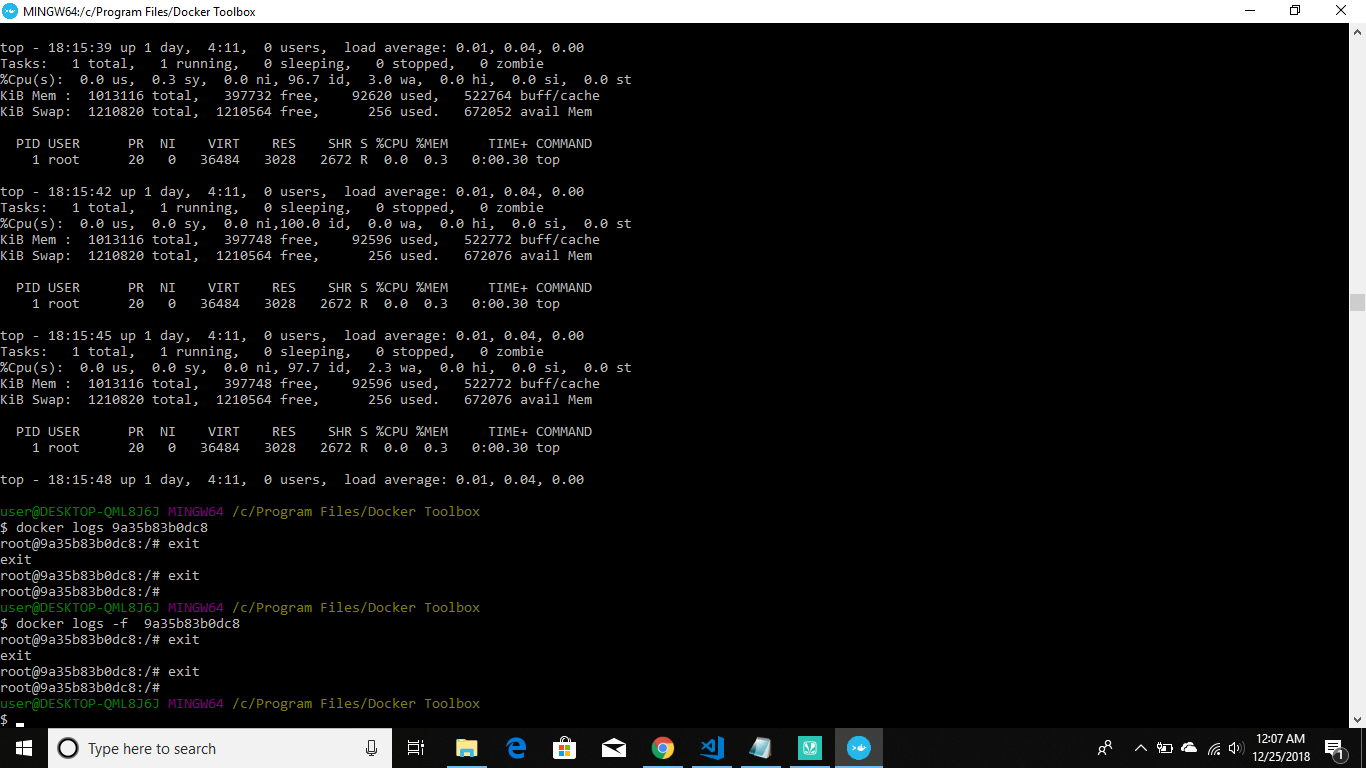 MINGW64:/c/Program Files/Docker Toolbox
top - 18:15:39 up 1 day,  4:11,  0 users,  load average: 0.01, 0.04, 0.00
Tasks:   1 total,   1 running,   0 sleeping,   0 stopped,   0 zombie
%Cpu(s):  0.0 us,  0.3 sy,  0.0 ni, 96.7 id,  3.0 wa,  0.0 hi,  0.0 si,  0.0 st
KiB Mem :  1013116 total,   397732 free,    92620 used,   522764 buff/cache
KiB Swap:  1210820 total,  1210564 free,      256 used.   672052 avail Mem
  PID USER      PR  NI    VIRT    RES    SHR S %CPU %MEM     TIME+ COMMAND
    1 root      20   0   36484   3028   2672 R  0.0  0.3   0:00.30 top
top - 18:15:42 up 1 day,  4:11,  0 users,  load average: 0.01, 0.04, 0.00
Tasks:   1 total,   1 running,   0 sleeping,   0 stopped,   0 zombie
%Cpu(s):  0.0 us,  0.0 sy,  0.0 ni,100.0 id,  0.0 wa,  0.0 hi,  0.0 si,  0.0 st
KiB Mem :  1013116 total,   397748 free,    92596 used,   522772 buff/cache
KiB Swap:  1210820 total,  1210564 free,      256 used.   672076 avail Mem
  PID USER      PR  NI    VIRT    RES    SHR S %CPU %MEM     TIME+ COMMAND
    1 root      20   0   36484   3028   2672 R  0.0  0.3   0:00.30 top
top - 18:15:45 up 1 day,  4:11,  0 users,  load average: 0.01, 0.04, 0.00
Tasks:   1 total,   1 running,   0 sleeping,   0 stopped,   0 zombie
%Cpu(s):  0.0 us,  0.0 sy,  0.0 ni, 97.7 id,  2.3 wa,  0.0 hi,  0.0 si,  0.0 st
KiB Mem :  1013116 total,   397748 free,    92596 used,   522772 buff/cache
KiB Swap:  1210820 total,  1210564 free,      256 used.   672076 avail Mem
  PID USER      PR  NI    VIRT    RES    SHR S %CPU %MEM     TIME+ COMMAND
    1 root      20   0   36484   3028   2672 R  0.0  0.3   0:00.30 top
top - 18:15:48 up 1 day,  4:11,  0 users,  load average: 0.01, 0.04, 0.00
user@DESKTOP-QML8J6J MINGW64 /c/Program Files/Docker Toolbox
$ docker logs 9a35b83b0dc8
root@9a35b83b0dc8:/# exit
exit
root@9a35b83b0dc8:/# exit
root@9a35b83b0dc8:/#
user@DESKTOP-QML8J6J MINGW64 /c/Program Files/Docker Toolbox
$ docker logs -f  9a35b83b0dc8
root@9a35b83b0dc8:/# exit
exit
root@9a35b83b0dc8:/# exit
root@9a35b83b0dc8:/#
user@DESKTOP-QML8J6J MINGW64 /c/Program Files/Docker Toolbox
$
Type here to search
12:07 AM
12/25/2018
1